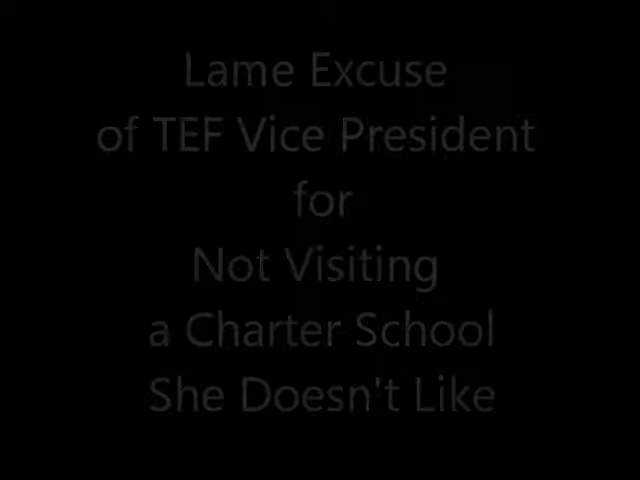 Lame Excuse
of TEF Vice President
for
Not Visiting
a Charter School
She Doesn't Like